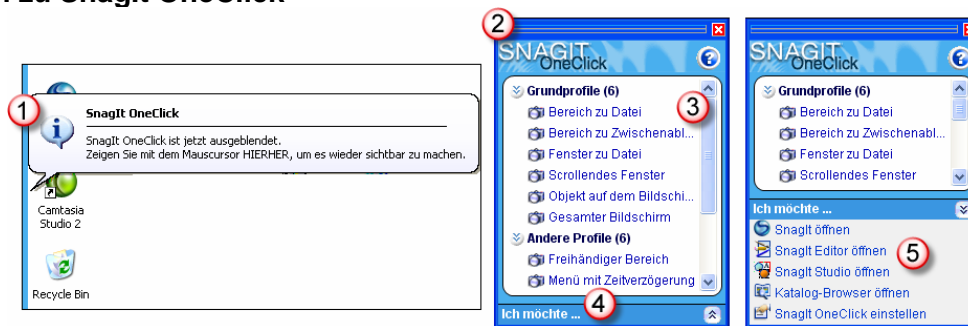 zu SnagIt OneClick
1
SnagIt OneClick
SnagIt OneClick ist jetzt ausgeblendet.
Zeigen Sie mit dem Mauscursor HIERHER, um es wieder sichtbar zu machen.
Camtasia
Studio 2
Recycle Bin
2
SNAGIT
OneClick
?
Grundprofile (6)
3
Bereich zu Datei
Bereich zu Zwischenabl...
Fenster zu Datei
Scrollendes Fenster
Objekt auf dem Bildschi...
Gesamter Bildschirm
Andere Profile (6)
Freihändiger Bereich
Menü mit Zeitverzögerung
4
Ich möchte ...
SNAGIT
OneClick
?
Grundprofile (6)
Bereich zu Datei
Bereich zu Zwischenabl...
Fenster zu Datei
Scrollendes Fenster
Ich möchte ...
SnagIt öffnen
SnagIt Editor öffnen
5
SnagIt Studio öffnen
Katalog-Browser öffnen
SnagIt OneClick einstellen